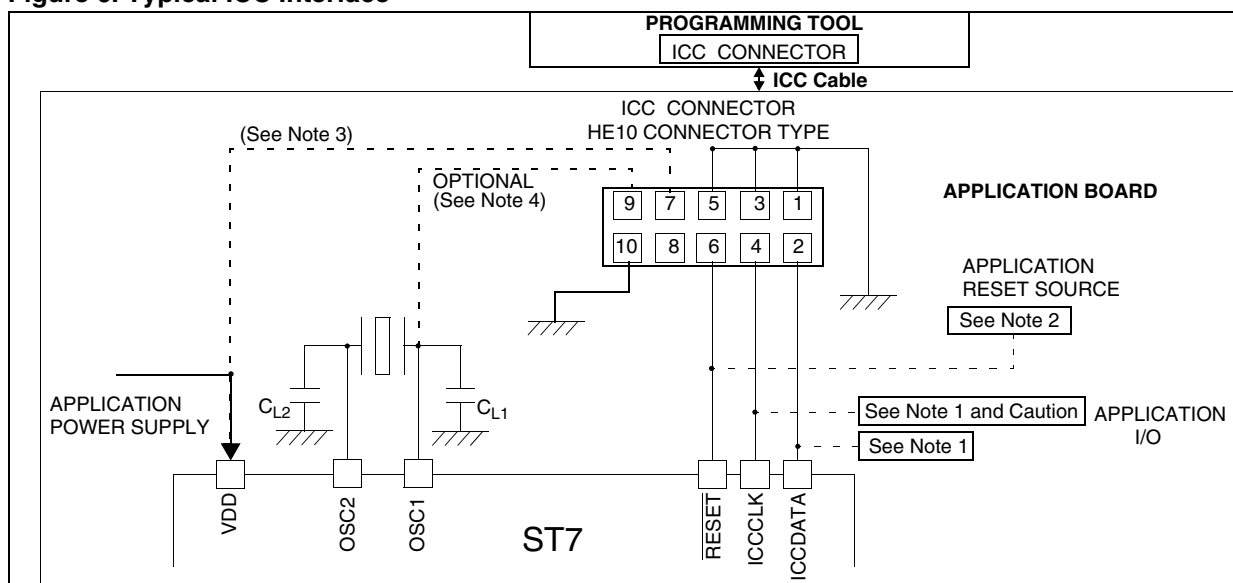 Figure 6. Typical ICC Interface
PROGRAMMING TOOL
ICC CONNECTOR
ICC Cable
ICC CONNECTOR
HE10 CONNECTOR TYPE
(See Note 3)
OPTIONAL
(See Note 4)
9 7 5 3 1
10 8 6 4 2
APPLICATION BOARD
APPLICATION
RESET SOURCE
See Note 2
APPLICATION
POWER SUPPLY
CL2
CL1
See Note 1 and Caution
See Note 1
APPLICATION
I/O
VDD
OSC2
OSC1
RESET
ICCCLK
ICCDATA
ST7